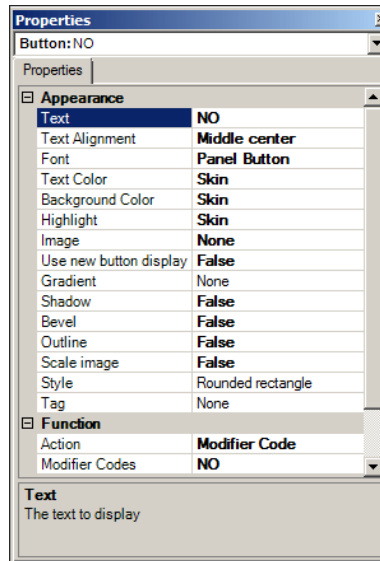 Properties
Button: NO
Properties
Appearance
Text NO
Text Alignment Middle center
Font Panel Button
Text Color Skin
Background Color Skin
Highlight Skin
Image None
Use new button display False
Gradient None
Shadow False
Bevel False
Outline False
Scale image False
Style Rounded rectangle
Tag None
Function
Action Modifier Code
Modifier Codes NO
Text
The text to display